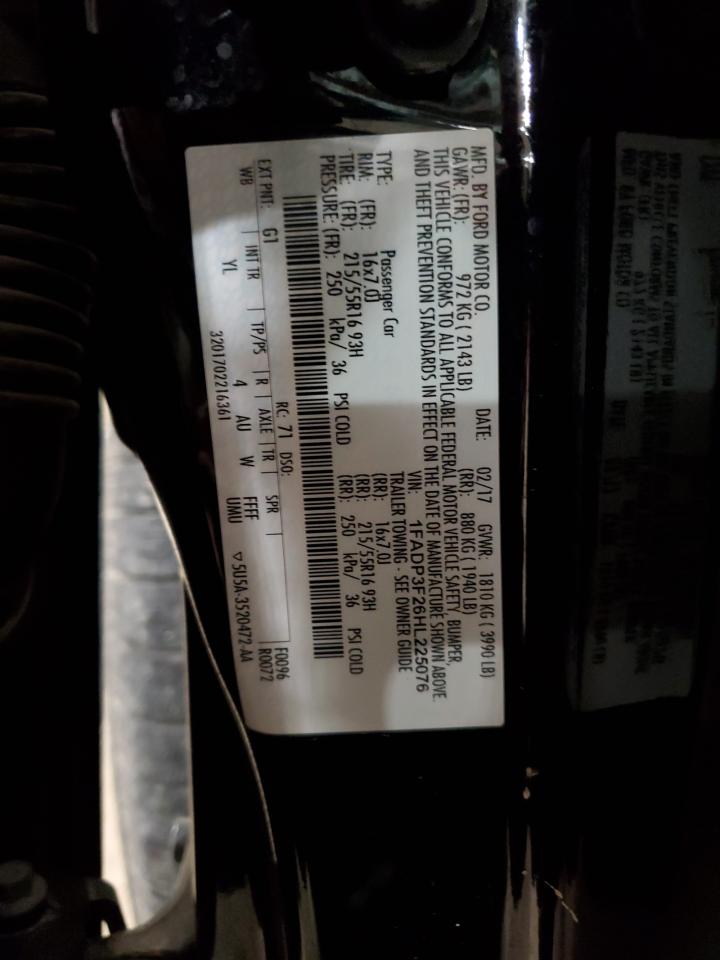 MFD. BY FORD MOTOR CO.
DATE: 02/17 GVWR: 1810 KG ( 3990 LB)
GAWR: (FR): 972 KG ( 2143 LB) (RR): 880 KG ( 1940 LB)
THIS VEHICLE CONFORMS TO ALL APPLICABLE FEDERAL MOTOR VEHICLE SAFETY, BUMPER,
AND THEFT PREVENTION STANDARDS IN EFFECT ON THE DATE OF MANUFACTURE SHOWN ABOVE.
VIN: 1FADP3F26HL225076
TYPE: Passenger Car TRAILER TOWING - SEE OWNER GUIDE
RIM: (FR): 16x7.0J (RR): 16x7.0J
TIRE: (FR): 215/55R16 93H (RR): 215/55R16 93H
PRESSURE: (FR): 250 kPa/ 36 PSI COLD (RR): 250 kPa/ 36 PSI COLD
F0096
RC: 71 DSO: R0072
EXT PNT: G1
WB INT TR TP/PS R AXLE TR SPR
YL 4 AU W FFFF UMU
3201702216361 ▽5U5A-3520472-AA